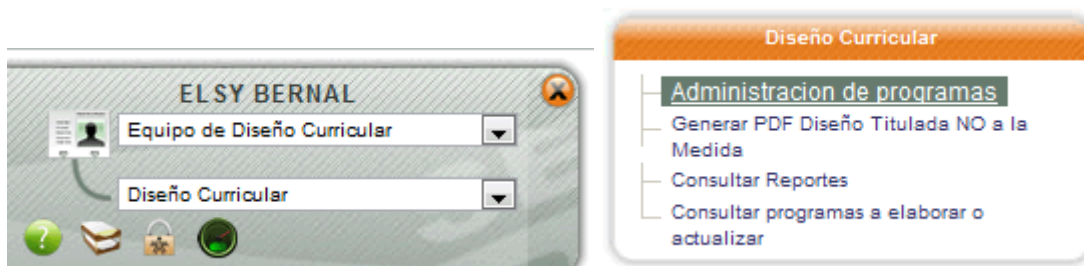 ELSY BERNAL
Equipo de Diseño Curricular
Diseño Curricular
Diseño Curricular
Administracion de programas
Generar PDF Diseño Titulada NO a la
Medida
Consultar Reportes
Consultar programas a elaborar o
actualizar